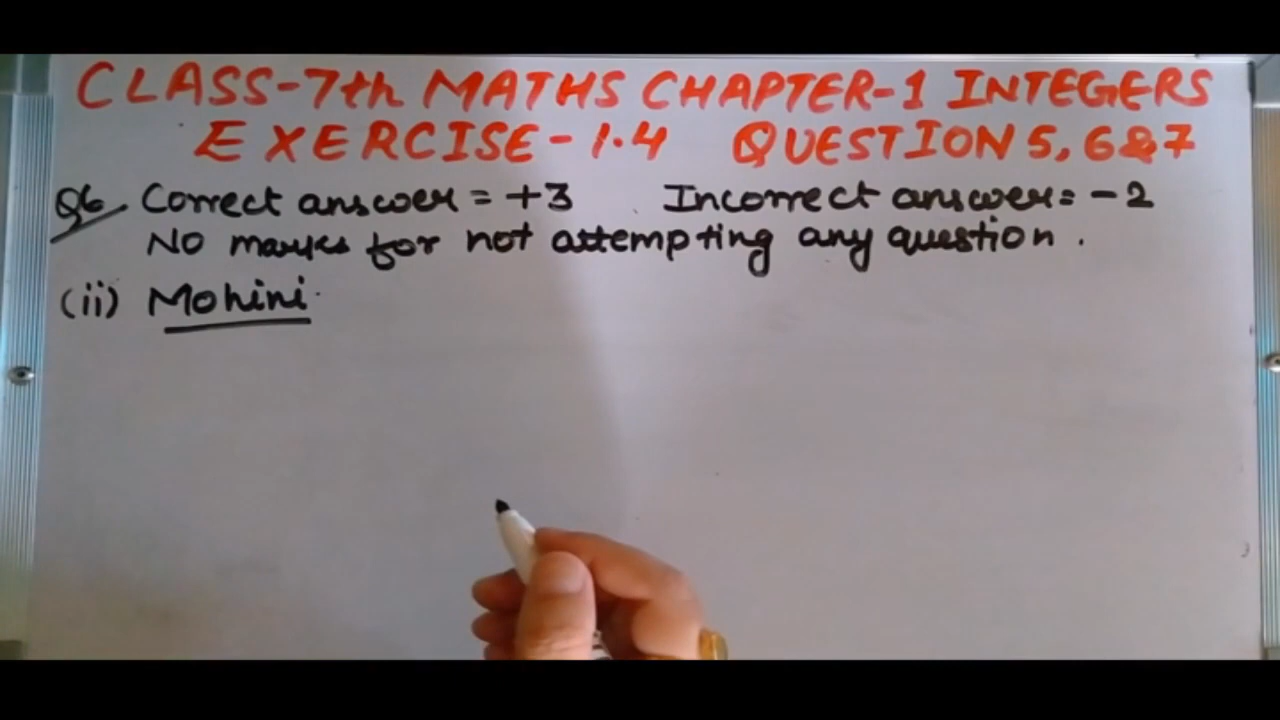 CLASS-7th MATHS CHAPTER-1 INTEGERS
EXERCISE-1.4 QUESTION 5, 6 & 7
Q6. Correct answer = +3 Incorrect answer = -2
No marks for not attempting any question.
(ii) Mohini